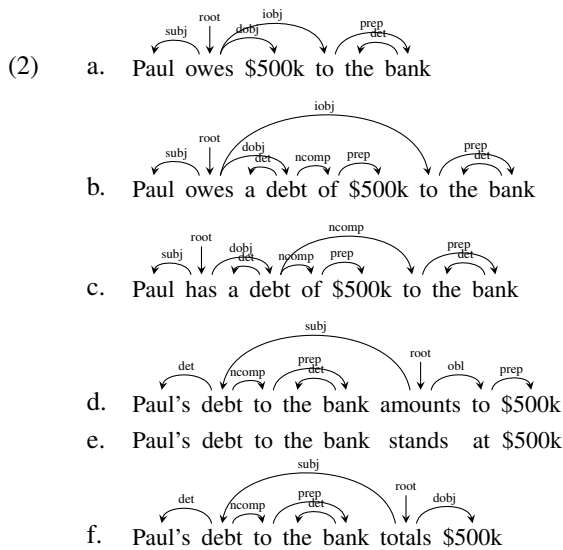 subj root dobj iobj prep det
(2) a. Paul owes $500k to the bank
subj root dobj det ncomp prep iobj prep det
b. Paul owes a debt of $500k to the bank
subj root dobj det ncomp prep ncomp prep det
c. Paul has a debt of $500k to the bank
det ncomp prep det subj root obl prep
d. Paul's debt to the bank amounts to $500k
e. Paul's debt to the bank stands at $500k
det ncomp prep det subj root dobj
f. Paul's debt to the bank totals $500k